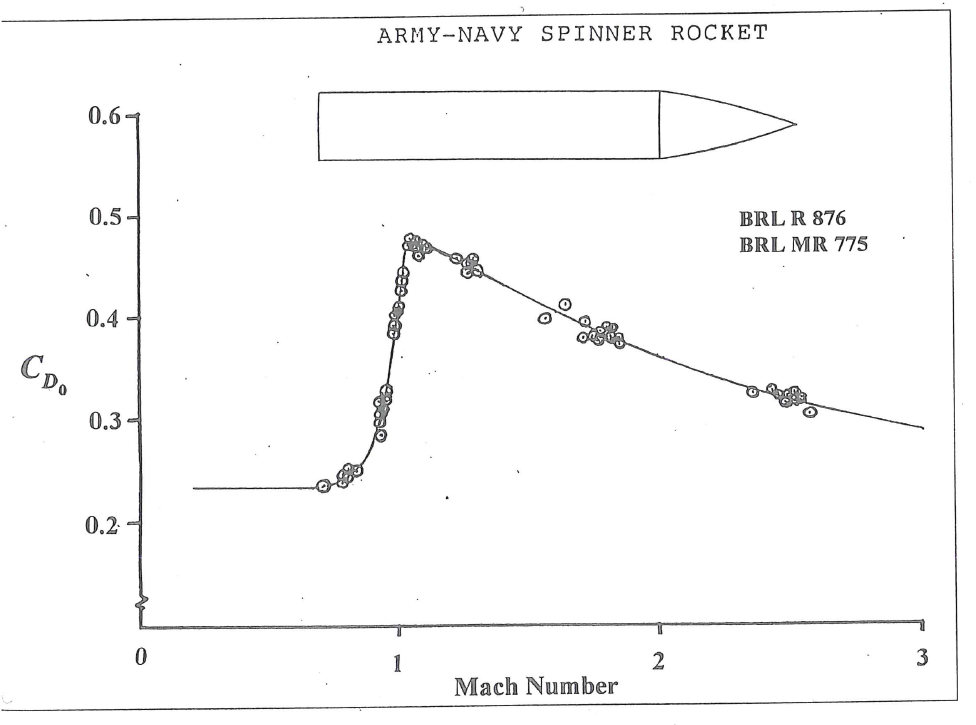 ARMY-NAVY SPINNER ROCKET
0.6
0.5
BRL R 876
BRL MR 775
0.4
C_D₀
0.3
0.2
0 1 2 3
Mach Number